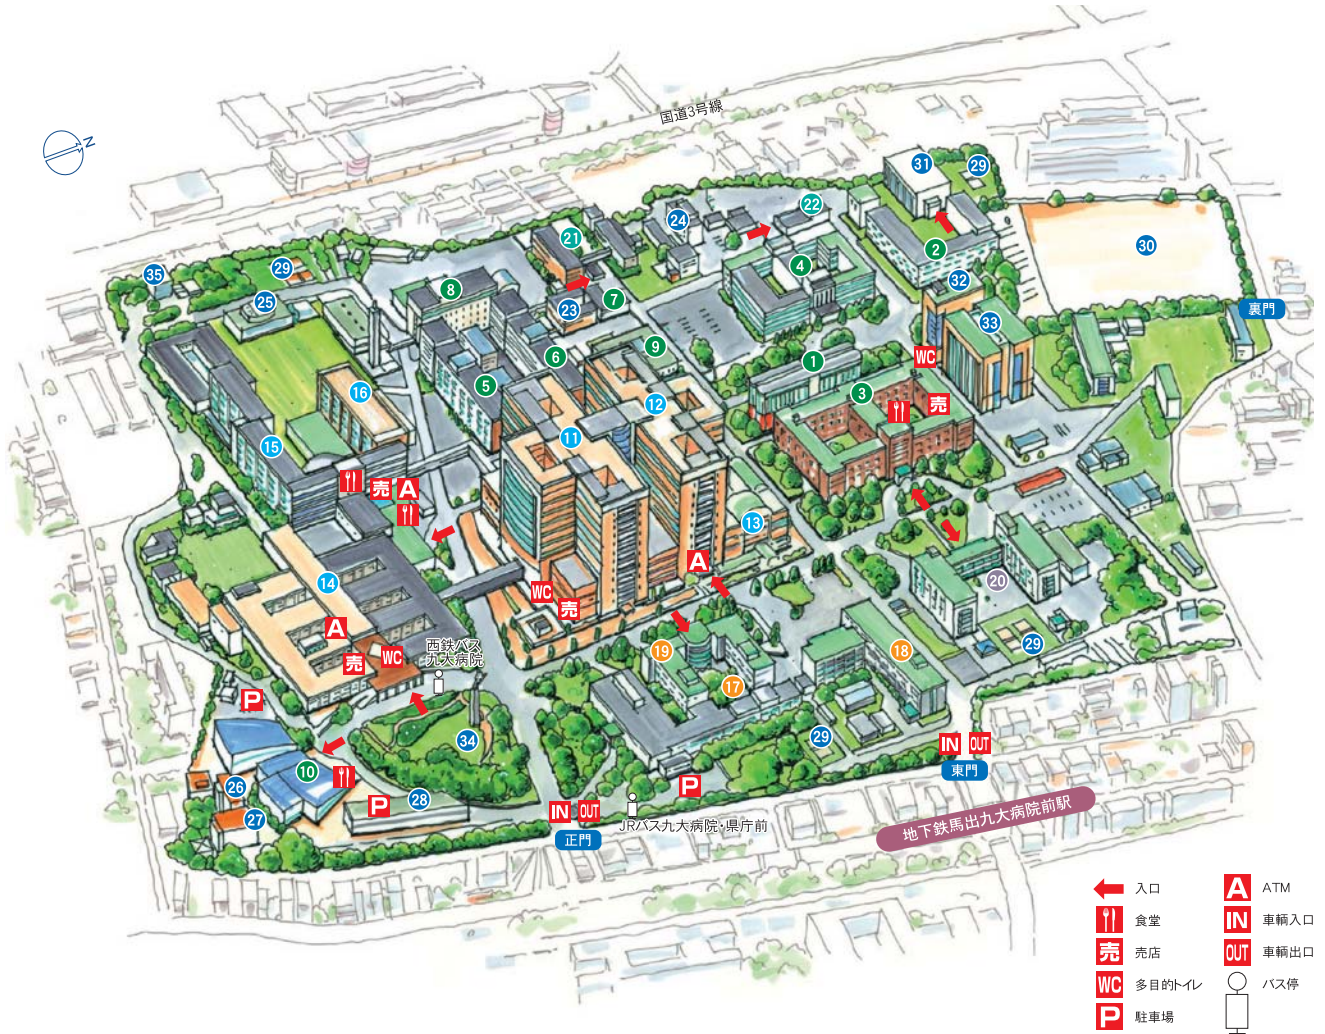 国道3号線
N
31
29
22
24
21
2
30
4
35
29
25
8
32
裏門
7
23
33
9
6
WC
1
5
16
3
売
12
11
15
売
A
13
A
14
20
WC
売
A
西鉄バス
九大病院
29
19
18
WC
売
17
P
34
29
IN
OUT
東門
10
26
P
28
P
27
IN
OUT
JRバス九大病院・県庁前
正門
地下鉄馬出九大病院前駅
入口
A ATM
食堂
IN 車輌入口
売 売店
OUT 車輌出口
WC 多目的トイレ
バス停
P 駐車場